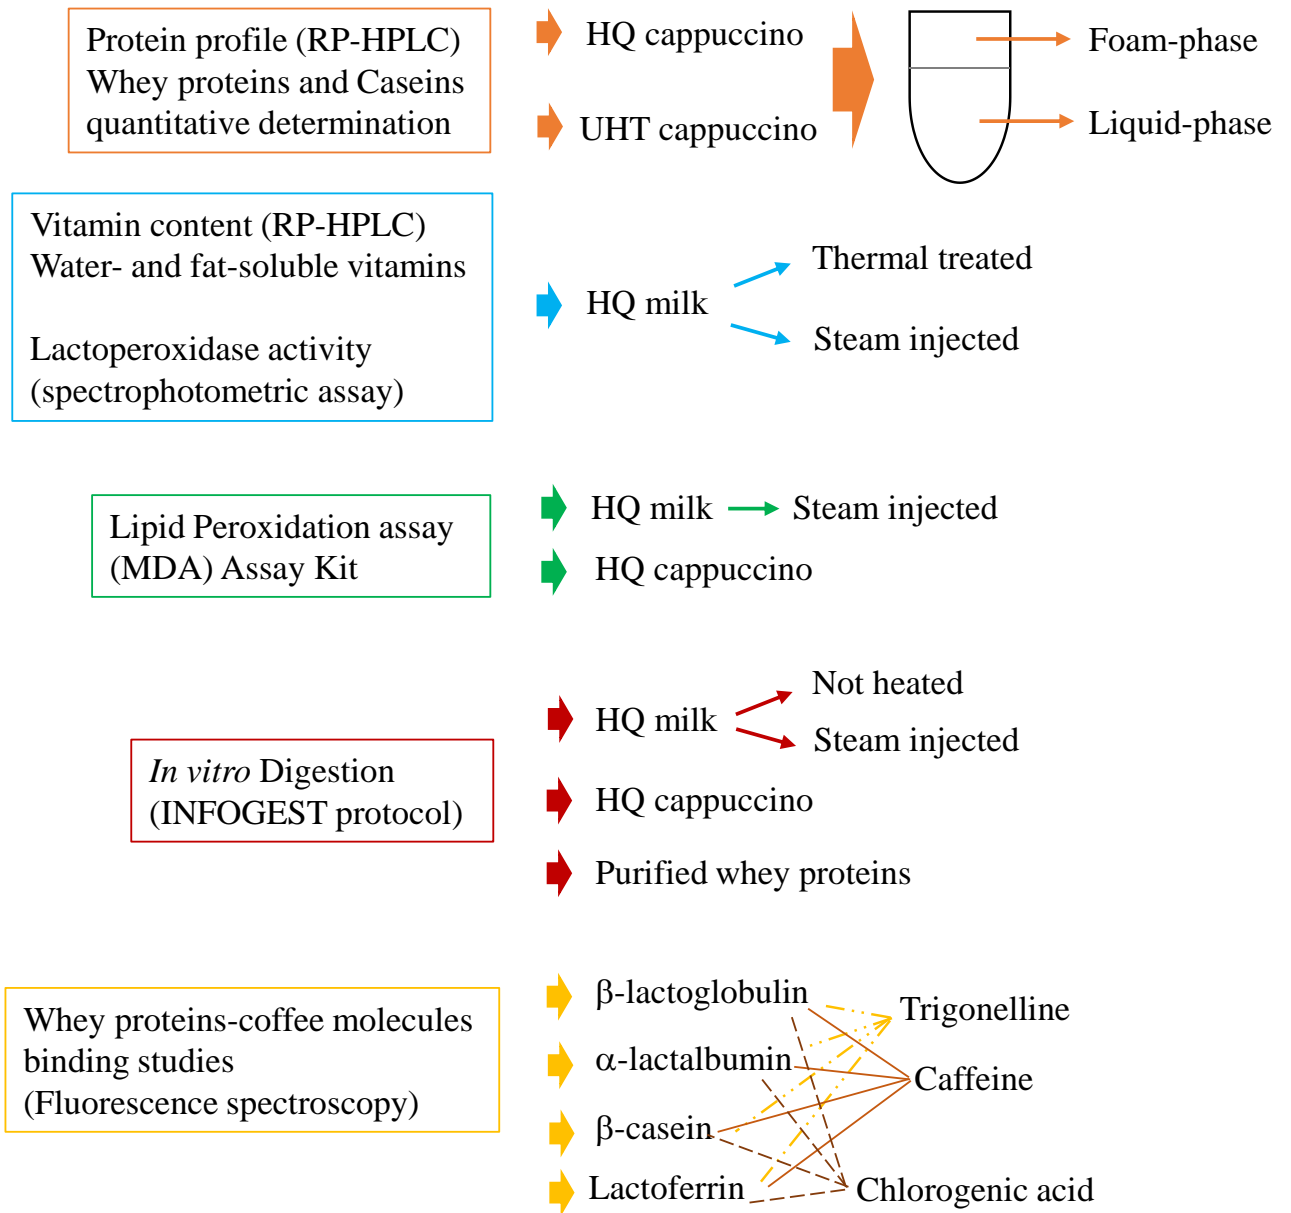 Protein profile (RP-HPLC)
Whey proteins and Caseins
quantitative determination
HQ cappuccino
UHT cappuccino
Foam-phase
Liquid-phase
Vitamin content (RP-HPLC)
Water- and fat-soluble vitamins
Lactoperoxidase activity
(spectrophotometric assay)
HQ milk
Thermal treated
Steam injected
Lipid Peroxidation assay
(MDA) Assay Kit
HQ milk
Steam injected
HQ cappuccino
In vitro Digestion
(INFOGEST protocol)
HQ milk
Not heated
Steam injected
HQ cappuccino
Purified whey proteins
Whey proteins-coffee molecules
binding studies
(Fluorescence spectroscopy)
β-lactoglobulin
α-lactalbumin
β-casein
Lactoferrin
Trigonelline
Caffeine
Chlorogenic acid